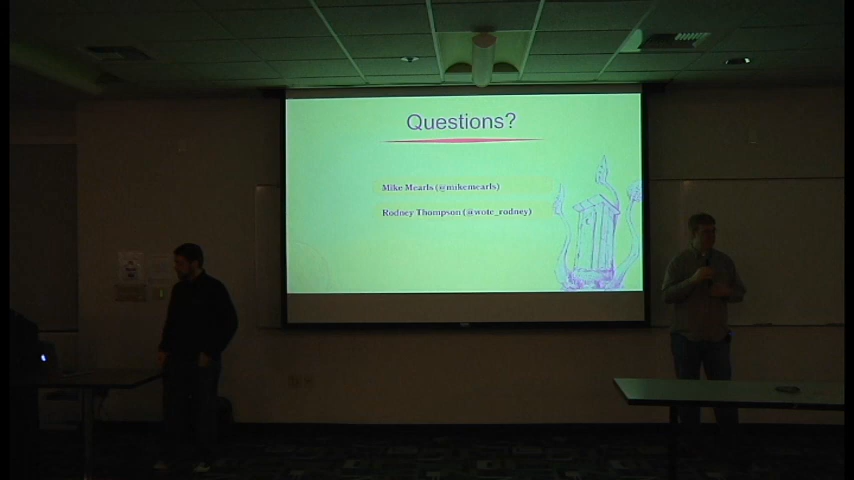 Questions?
Mike Mearls (@mikemearls)
Rodney Thompson (@wotc_rodney)